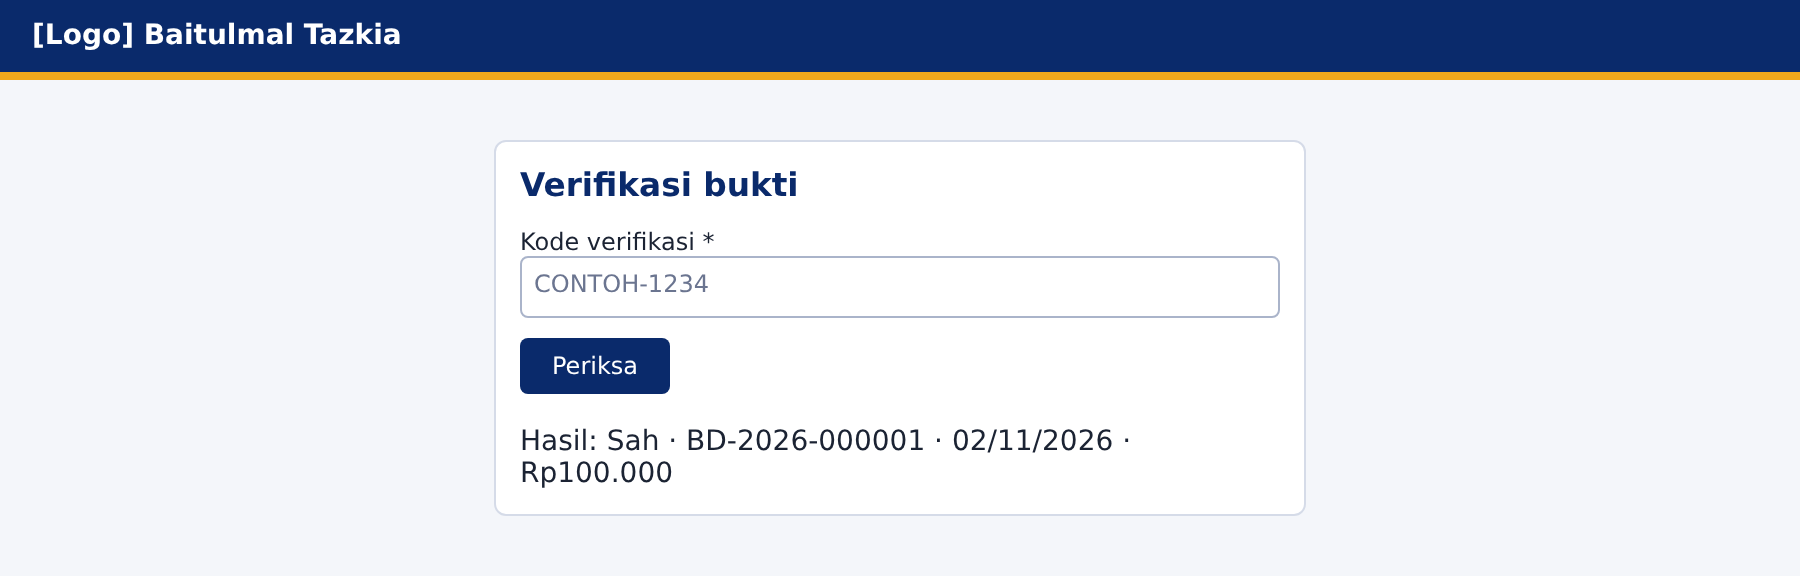 [Logo] Baitulmal Tazkia
Verifikasi bukti
Kode verifikasi *
CONTOH-1234
Periksa
Hasil: Sah · BD-2026-000001 · 02/11/2026 ·
Rp100.000